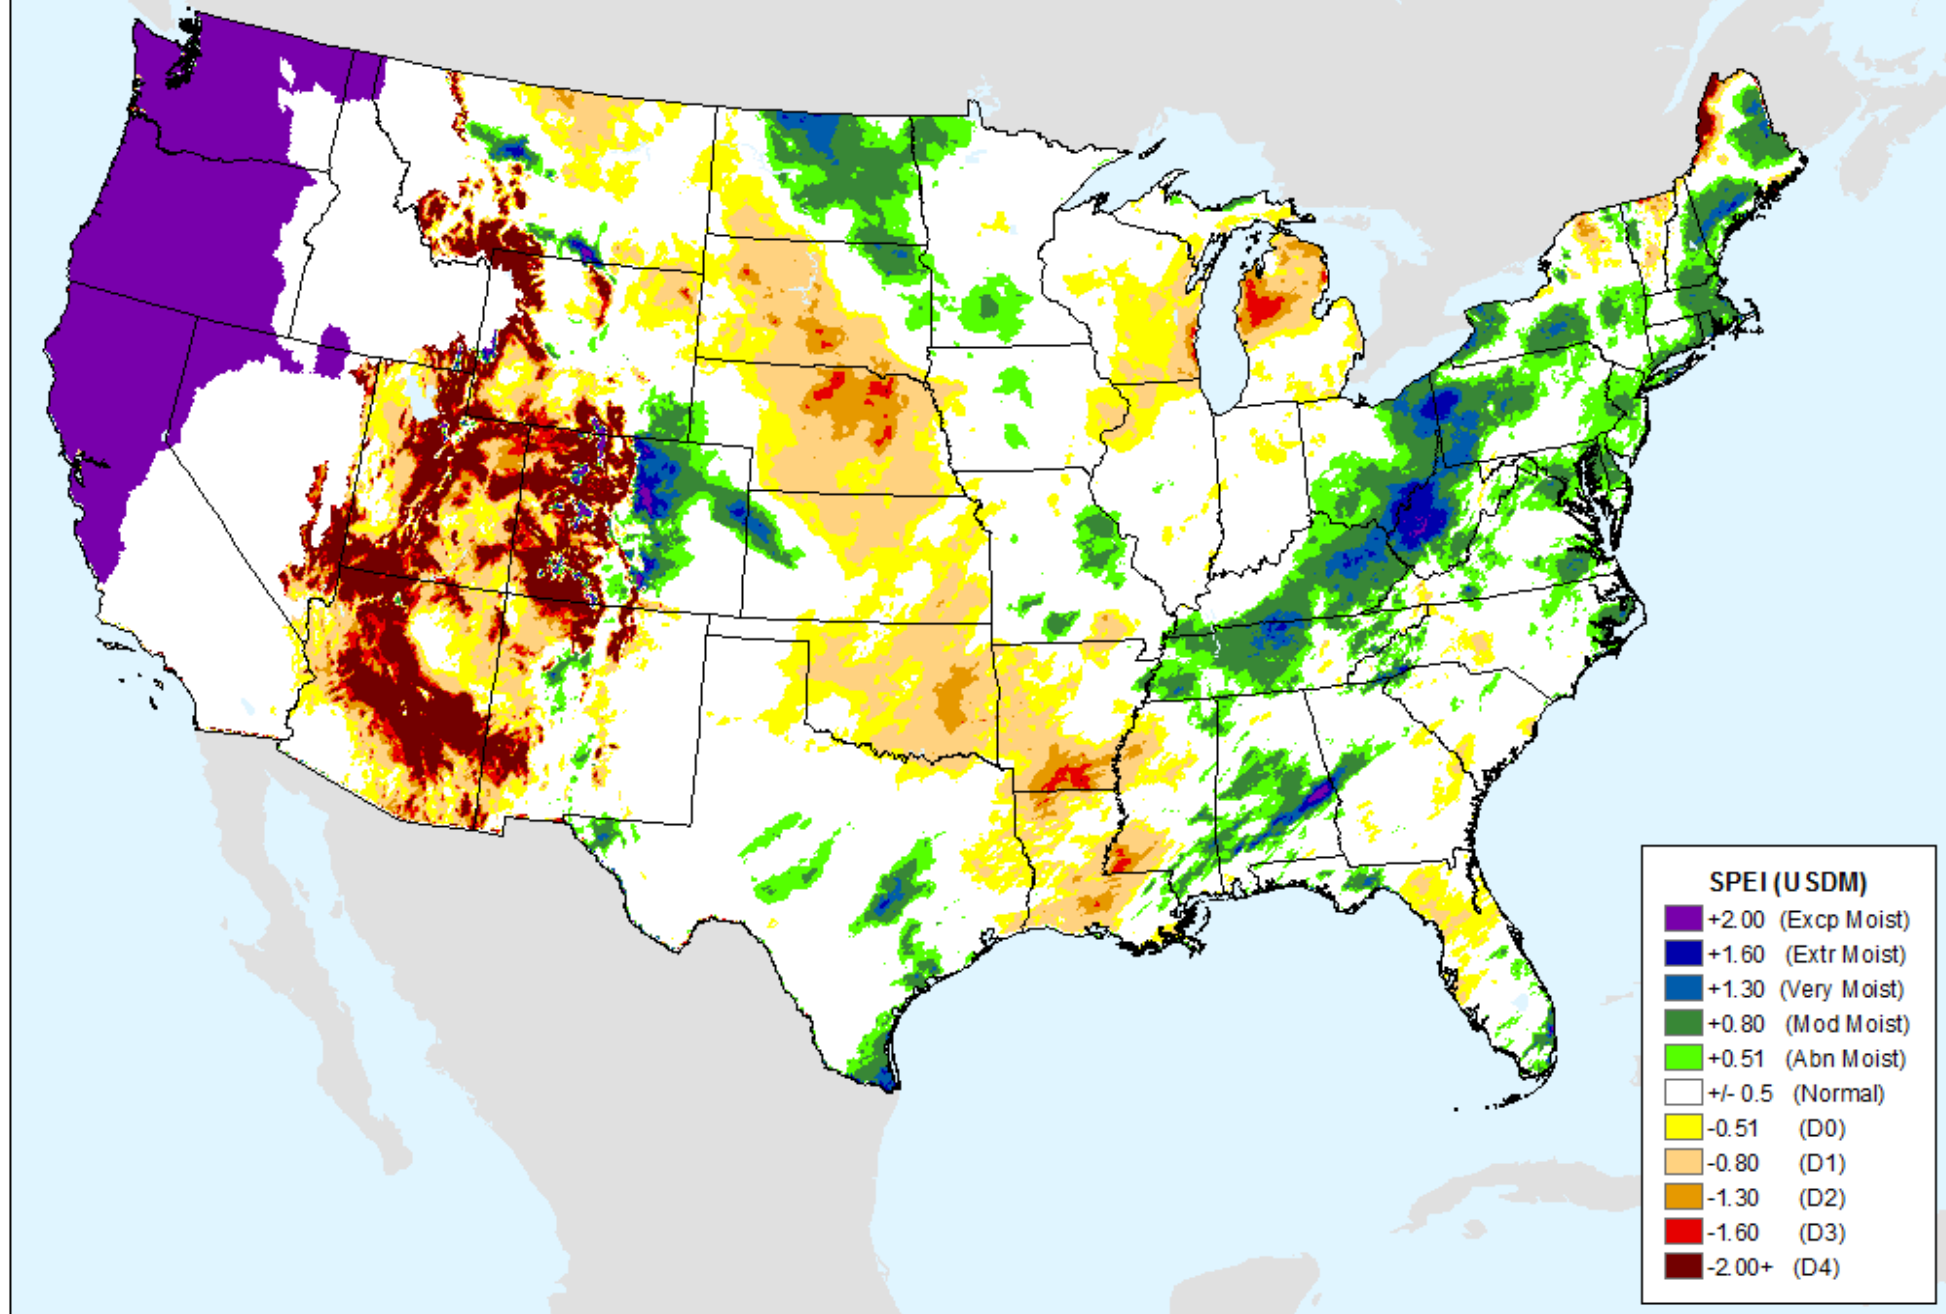 SPEI (USDM)
+2.00 (Excp Moist)
+1.60 (Extr Moist)
+1.30 (Very Moist)
+0.80 (Mod Moist)
+0.51 (Abn Moist)
+/- 0.5 (Normal)
-0.51 (D0)
-0.80 (D1)
-1.30 (D2)
-1.60 (D3)
-2.00+ (D4)